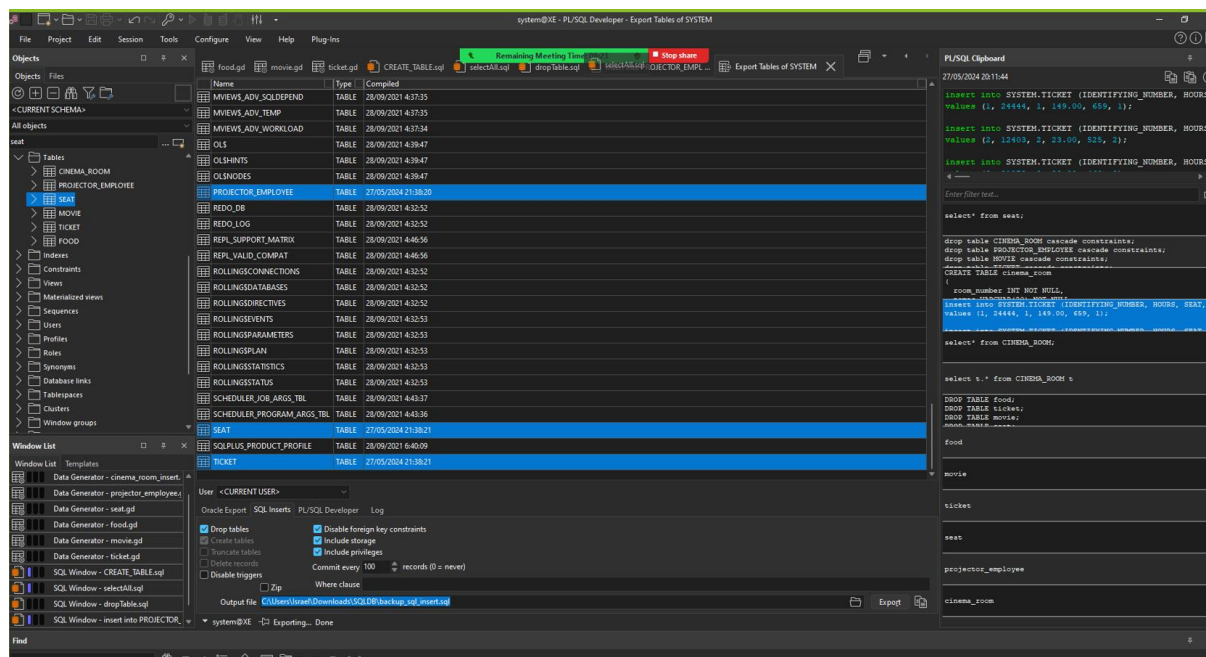 system@XE - PL/SQL Developer - Export Tables of SYSTEM
File Project Edit Session Tools Configure View Help Plug-Ins
Remaining Meeting Time
Stop share
Objects
Objects Files
<CURRENT SCHEMA>
All objects
seat
Tables
CINEMA_ROOM
PROJECTOR_EMPLOYEE
SEAT
MOVIE
TICKET
FOOD
Indexes
Constraints
Views
Materialized views
Sequences
Users
Profiles
Roles
Synonyms
Database links
Tablespaces
Clusters
Window groups
Window List
Window List Templates
Data Generator - cinema_room_insert.
Data Generator - projector_employee.
Data Generator - seat.gd
Data Generator - food.gd
Data Generator - movie.gd
Data Generator - ticket.gd
SQL Window - CREATE_TABLE.sql
SQL Window - selectAll.sql
SQL Window - dropTable.sql
SQL Window - insert into PROJECTOR_
Find
food.gd movie.gd ticket.gd CREATE_TABLE.sql selectAll.sql dropTable.sql selectAll.sql OJECTOR_EMPL ... Export Tables of SYSTEM
Name Type Compiled
MVIEW$_ADV_SQLDEPEND TABLE 28/09/2021 4:37:35
MVIEW$_ADV_TEMP TABLE 28/09/2021 4:37:35
MVIEW$_ADV_WORKLOAD TABLE 28/09/2021 4:37:34
OL$ TABLE 28/09/2021 4:39:47
OL$HINTS TABLE 28/09/2021 4:39:47
OL$NODES TABLE 28/09/2021 4:39:47
PROJECTOR_EMPLOYEE TABLE 27/05/2024 21:38:20
REDO_DB TABLE 28/09/2021 4:32:52
REDO_LOG TABLE 28/09/2021 4:32:52
REPL_SUPPORT_MATRIX TABLE 28/09/2021 4:46:56
REPL_VALID_COMPAT TABLE 28/09/2021 4:46:56
ROLLING$CONNECTIONS TABLE 28/09/2021 4:32:52
ROLLING$DATABASES TABLE 28/09/2021 4:32:52
ROLLING$DIRECTIVES TABLE 28/09/2021 4:32:52
ROLLING$EVENTS TABLE 28/09/2021 4:32:53
ROLLING$PARAMETERS TABLE 28/09/2021 4:32:53
ROLLING$PLAN TABLE 28/09/2021 4:32:53
ROLLING$STATISTICS TABLE 28/09/2021 4:32:53
ROLLING$STATUS TABLE 28/09/2021 4:32:53
SCHEDULER_JOB_ARGS_TBL TABLE 28/09/2021 4:43:37
SCHEDULER_PROGRAM_ARGS_TBL TABLE 28/09/2021 4:43:36
SEAT TABLE 27/05/2024 21:38:21
SQLPLUS_PRODUCT_PROFILE TABLE 28/09/2021 6:40:09
TICKET TABLE 27/05/2024 21:38:21
User <CURRENT USER>
Oracle Export SQL Inserts PL/SQL Developer Log
Drop tables Disable foreign key constraints
Create tables Include storage
Truncate tables Include privileges
Delete records Commit every 100 records (0 = never)
Disable triggers
Zip Where clause
Output file C:\Users\Israel\Downloads\SQLDB\backup_sql_insert.sql Export
system@XE Exporting... Done
PL/SQL Clipboard
27/05/2024 20:11:44
insert into SYSTEM.TICKET (IDENTIFYING_NUMBER, HOURS
values (1, 24444, 1, 149.00, 659, 1);
insert into SYSTEM.TICKET (IDENTIFYING_NUMBER, HOURS
values (2, 12403, 2, 23.00, 525, 2);
insert into SYSTEM.TICKET (IDENTIFYING_NUMBER, HOURS
Enter filter text...
select* from seat;
drop table CINEMA_ROOM cascade constraints;
drop table PROJECTOR_EMPLOYEE cascade constraints;
drop table MOVIE cascade constraints;
CREATE TABLE cinema_room
(
room_number INT NOT NULL,
insert into SYSTEM.TICKET (IDENTIFYING_NUMBER, HOURS, SEAT,
values (1, 24444, 1, 149.00, 659, 1);
select* from CINEMA_ROOM;
select t.* from CINEMA_ROOM t
DROP TABLE food;
DROP TABLE ticket;
DROP TABLE movie;
food
movie
ticket
seat
projector_employee
cinema_room